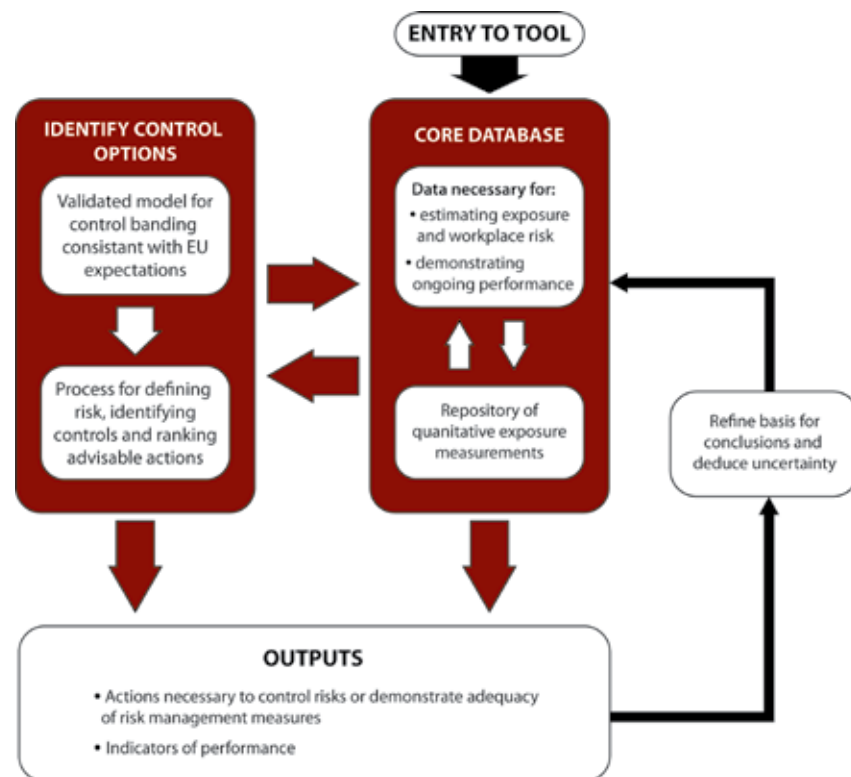 ENTRY TO TOOL
IDENTIFY CONTROL
OPTIONS
Validated model for
control banding
consistant with EU
expectations
Process for defining
risk, identifying
controls and ranking
advisable actions
CORE DATABASE
Data necessary for:
• estimating exposure
and workplace risk
• demonstrating
ongoing performance
Repository of
quanitative exposure
measurements
Refine basis for
conclusions and
deduce uncertainty
OUTPUTS
• Actions necessary to control risks or demonstrate adequacy
of risk management measures
• Indicators of performance